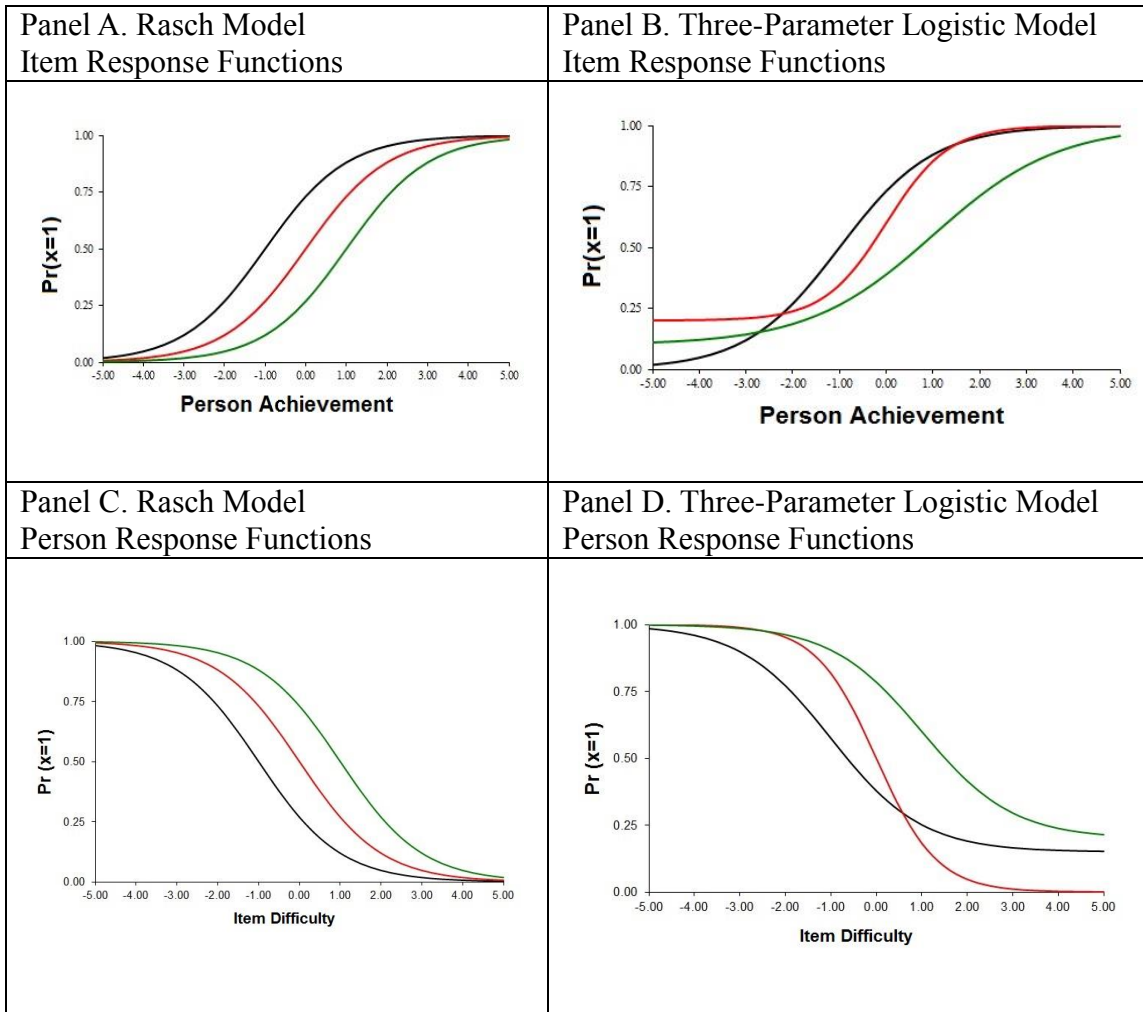 Panel A. Rasch Model
Item Response Functions
Panel B. Three-Parameter Logistic Model
Item Response Functions
1.00
0.75
0.50
0.25
0.00
Pr(x=1)
-5.00 -4.00 -3.00 -2.00 -1.00 0.00 1.00 2.00 3.00 4.00 5.00
Person Achievement
1.00
0.75
0.50
0.25
0.00
Pr(x=1)
-5.00 -4.00 -3.00 -2.00 -1.00 0.00 1.00 2.00 3.00 4.00 5.00
Person Achievement
Panel C. Rasch Model
Person Response Functions
Panel D. Three-Parameter Logistic Model
Person Response Functions
1.00
0.75
0.50
0.25
0.00
Pr (x=1)
-5.00 -4.00 -3.00 -2.00 -1.00 0.00 1.00 2.00 3.00 4.00 5.00
Item Difficulty
1.00
0.75
0.50
0.25
0.00
Pr (x=1)
-5.00 -4.00 -3.00 -2.00 -1.00 0.00 1.00 2.00 3.00 4.00 5.00
Item Difficulty